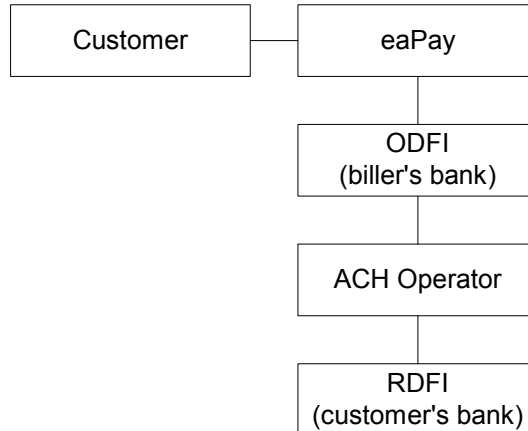 Customer
eaPay
ODFI
(biller's bank)
ACH Operator
RDFI
(customer's bank)